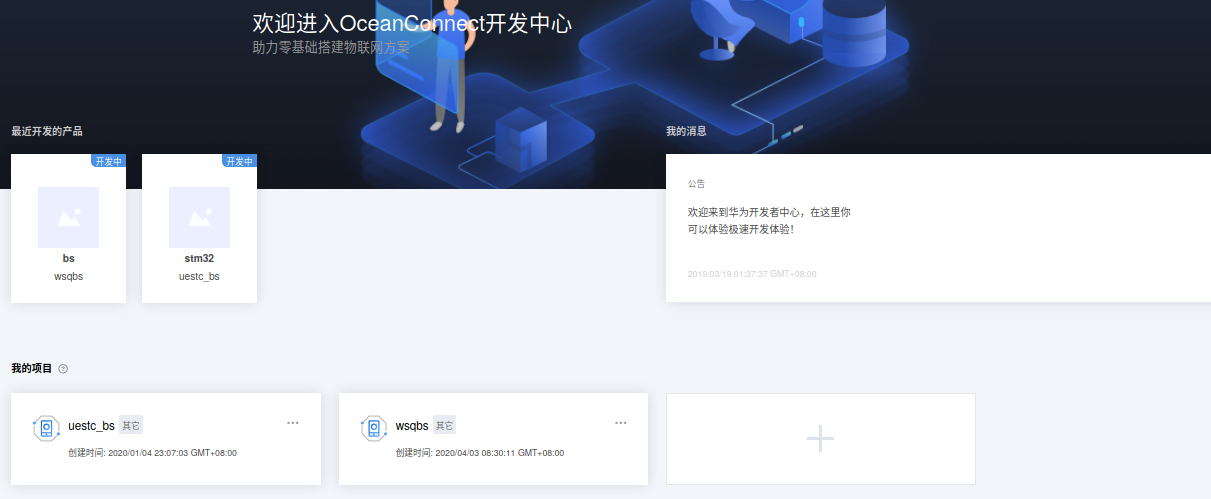 欢迎进入OceanConnect开发中心
助力零基础搭建物联网方案
最近开发的产品
我的消息
开发中
开发中
bs
wsqbs
stm32
uestc_bs
公告
欢迎来到华为开发者中心，在这里你
可以体验极速开发体验！
2019/03/19 01:37:37 GMT+08:00
我的项目
uestc_bs 其它
创建时间: 2020/01/04 23:07:03 GMT+08:00
wsqbs 其它
创建时间: 2020/04/03 08:30:11 GMT+08:00